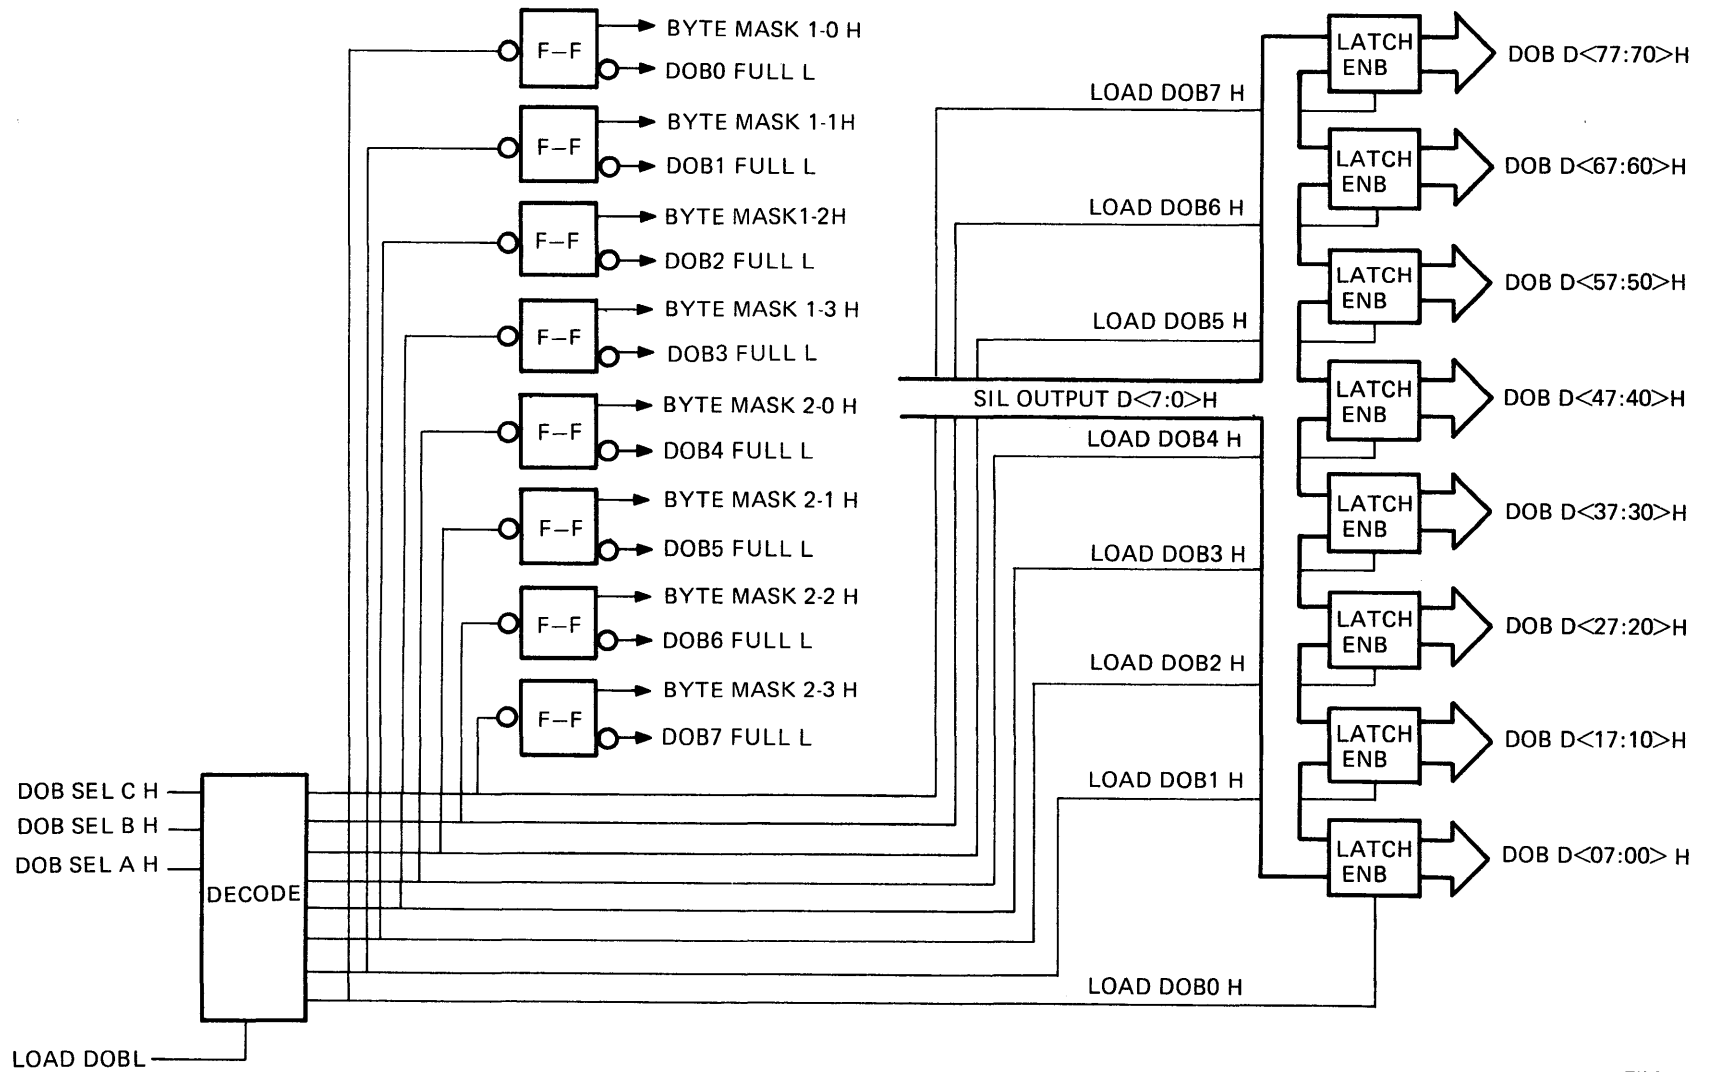 F–F
BYTE MASK 1-0 H
DOB0 FULL L
F–F
BYTE MASK 1-1H
DOB1 FULL L
F–F
BYTE MASK1-2H
DOB2 FULL L
F–F
BYTE MASK 1-3 H
DOB3 FULL L
F–F
BYTE MASK 2-0 H
DOB4 FULL L
F–F
BYTE MASK 2-1 H
DOB5 FULL L
F–F
BYTE MASK 2-2 H
DOB6 FULL L
F–F
BYTE MASK 2-3 H
DOB7 FULL L
DOB SEL C H
DOB SEL B H
DOB SEL A H
DECODE
LOAD DOBL
LOAD DOB7 H
LOAD DOB6 H
LOAD DOB5 H
SIL OUTPUT D<7:0>H
LOAD DOB4 H
LOAD DOB3 H
LOAD DOB2 H
LOAD DOB1 H
LOAD DOB0 H
LATCH
ENB
DOB D<77:70>H
LATCH
ENB
DOB D<67:60>H
LATCH
ENB
DOB D<57:50>H
LATCH
ENB
DOB D<47:40>H
LATCH
ENB
DOB D<37:30>H
LATCH
ENB
DOB D<27:20>H
LATCH
ENB
DOB D<17:10>H
LATCH
ENB
DOB D<07:00> H